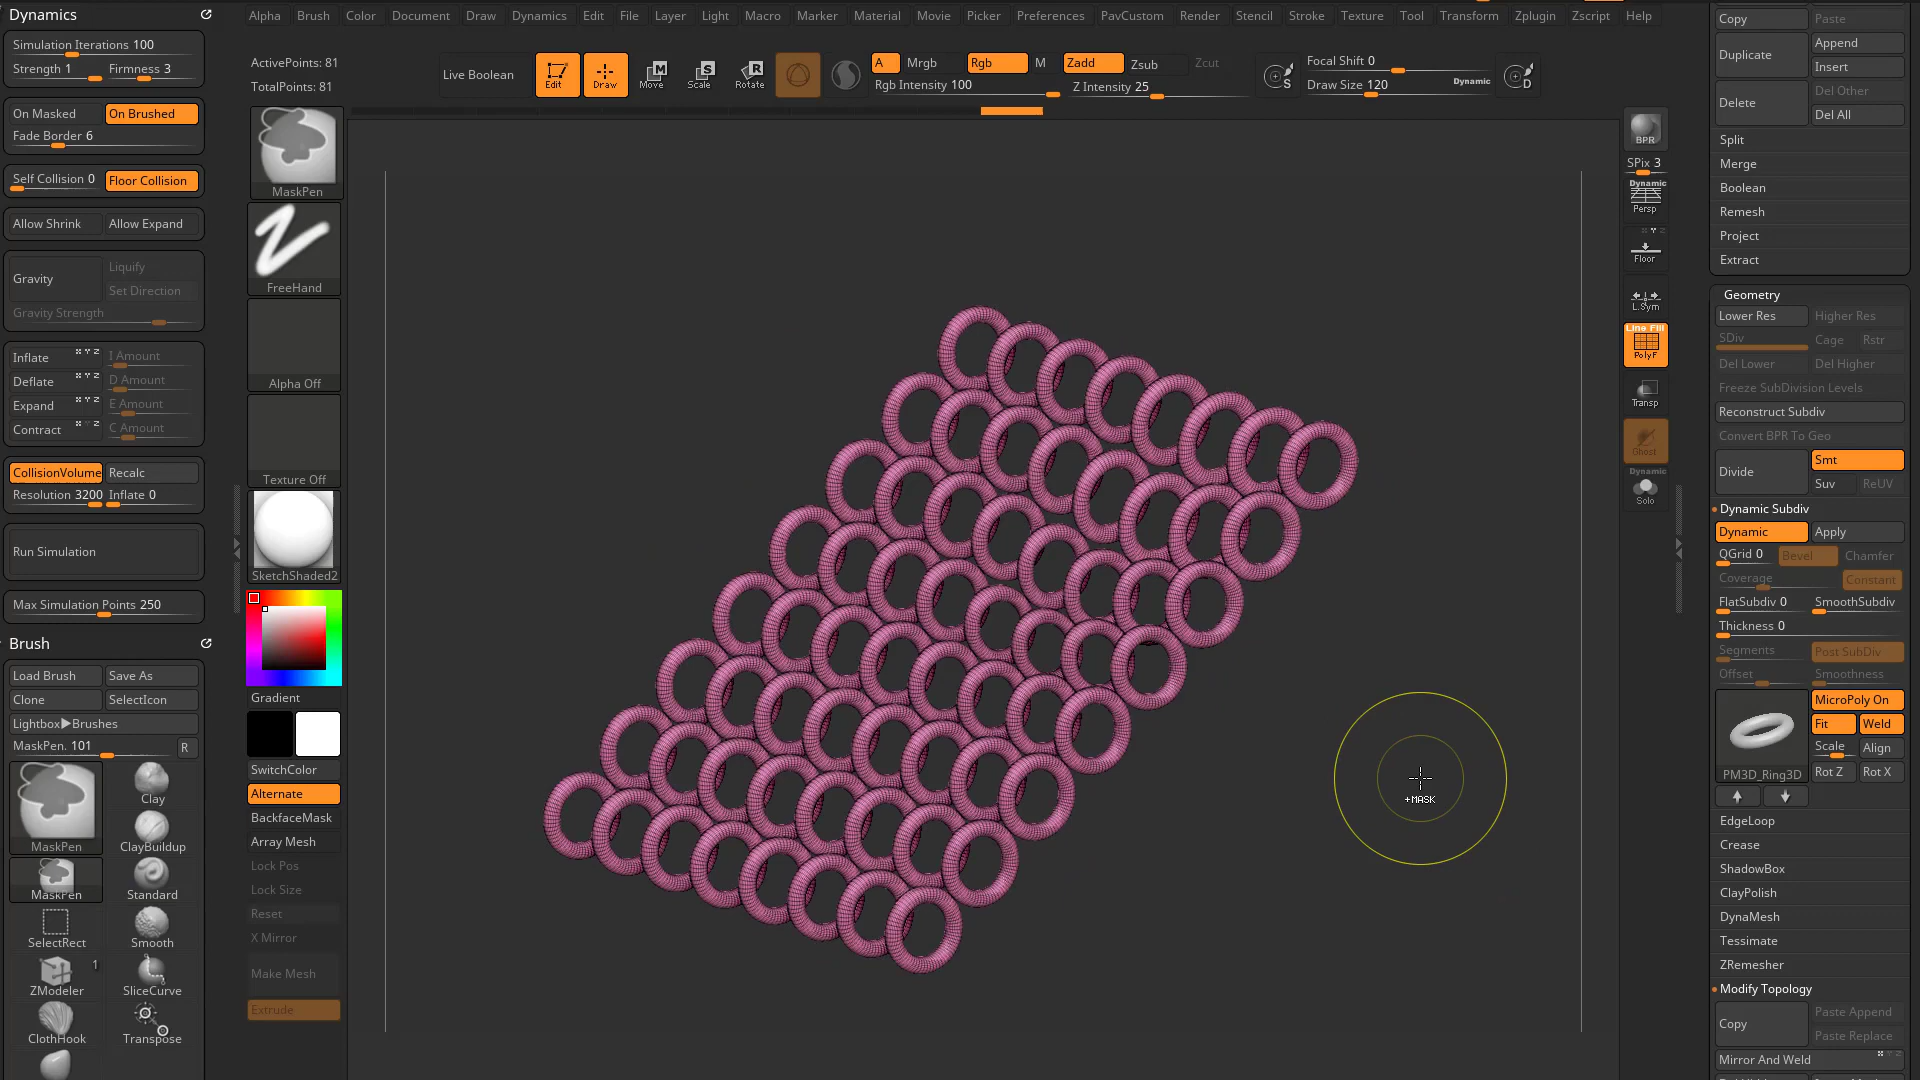 Dynamics
Simulation Iterations 100
Strength 1 Firmness 3
On Masked On Brushed
Fade Border 6
Self Collision 0 Floor Collision
Allow Shrink Allow Expand
Gravity Liquify
Set Direction
Gravity Strength
Inflate I Amount
Deflate D Amount
Expand E Amount
Contract C Amount
CollisionVolume Recalc
Resolution 3200 Inflate 0
Run Simulation
Max Simulation Points 250
Brush
Load Brush Save As
Clone SelectIcon
Lightbox▶Brushes
MaskPen. 101 R
MaskPen Clay
ClayBuildup
MaskPen Standard
SelectRect Smooth
1
ZModeler SliceCurve
ClothHook Transpose
Alpha Brush Color Document Draw Dynamics Edit File Layer Light Macro Marker Material Movie Picker Preferences PavCustom Render Stencil Stroke Texture Tool Transform Zplugin Zscript Help
ActivePoints: 81
TotalPoints: 81
Live Boolean
Edit Draw Move Scale Rotate
A Mrgb Rgb M Zadd Zsub Zcut
Rgb Intensity 100 Z Intensity 25
S
Focal Shift 0
Draw Size 120 Dynamic
D
MaskPen
FreeHand
Alpha Off
Texture Off
SketchShaded2
Gradient
SwitchColor
Alternate
BackfaceMask
Array Mesh
Lock Pos
Lock Size
Reset
X Mirror
Make Mesh
Extrude
+MASK
BPR
SPix 3
Dynamic
Persp
Floor
L.Sym
Line Fill
PolyF
Transp
Ghost
Dynamic
Solo
Copy Paste
Duplicate Append
Insert
Delete Del Other
Del All
Split
Merge
Boolean
Remesh
Project
Extract
Geometry
Lower Res Higher Res
SDiv Cage Rstr
Del Lower Del Higher
Freeze SubDivision Levels
Reconstruct Subdiv
Convert BPR To Geo
Divide Smt
Suv ReUV
Dynamic Subdiv
Dynamic Apply
QGrid 0 Bevel Chamfer
Coverage Constant
FlatSubdiv 0 SmoothSubdiv
Thickness 0
Segments Post SubDiv
Offset Smoothness
MicroPoly On
Fit Weld
Scale Align
PM3D_Ring3D Rot Z Rot X
EdgeLoop
Crease
ShadowBox
ClayPolish
DynaMesh
Tessimate
ZRemesher
Modify Topology
Copy Paste Append
Paste Replace
Mirror And Weld